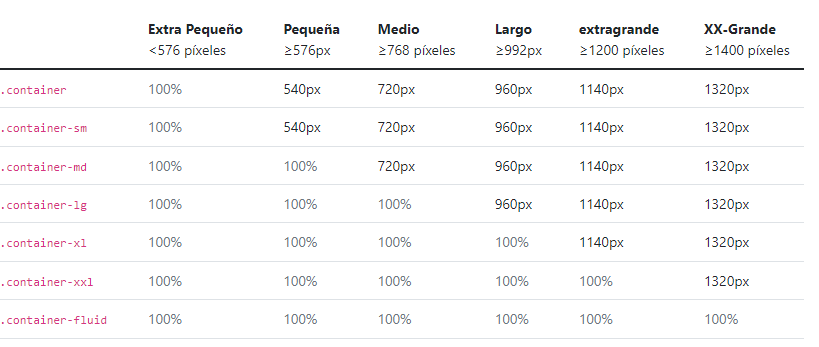 Extra Pequeño Pequeña Medio Largo extragrande XX-Grande
<576 píxeles ≥576px ≥768 píxeles ≥992px ≥1200 píxeles ≥1400 píxeles
.container 100% 540px 720px 960px 1140px 1320px
.container-sm 100% 540px 720px 960px 1140px 1320px
.container-md 100% 100% 720px 960px 1140px 1320px
.container-lg 100% 100% 100% 960px 1140px 1320px
.container-xl 100% 100% 100% 100% 1140px 1320px
.container-xxl 100% 100% 100% 100% 100% 1320px
.container-fluid 100% 100% 100% 100% 100% 100%